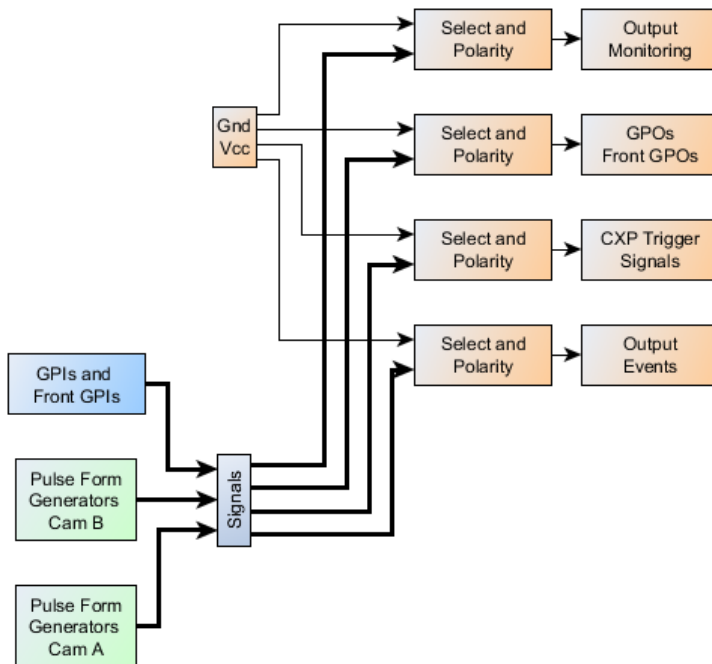 Select and
Polarity
Output
Monitoring
Gnd
Vcc
Select and
Polarity
GPOs
Front GPOs
Select and
Polarity
CXP Trigger
Signals
Select and
Polarity
Output
Events
GPIs and
Front GPIs
Signals
Pulse Form
Generators
Cam B
Pulse Form
Generators
Cam A